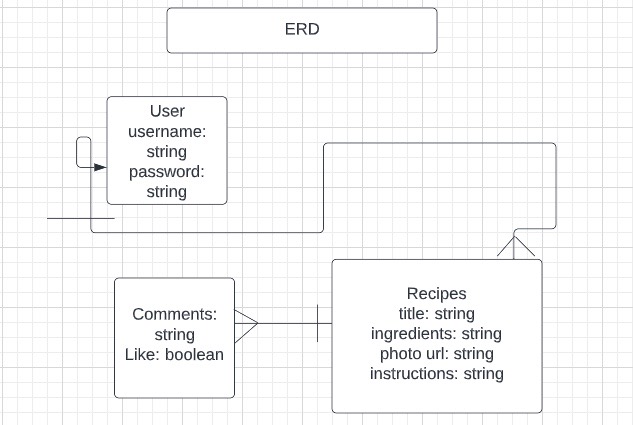 ERD
User
username:
string
password:
string
Comments:
string
Like: boolean
Recipes
title: string
ingredients: string
photo url: string
instructions: string